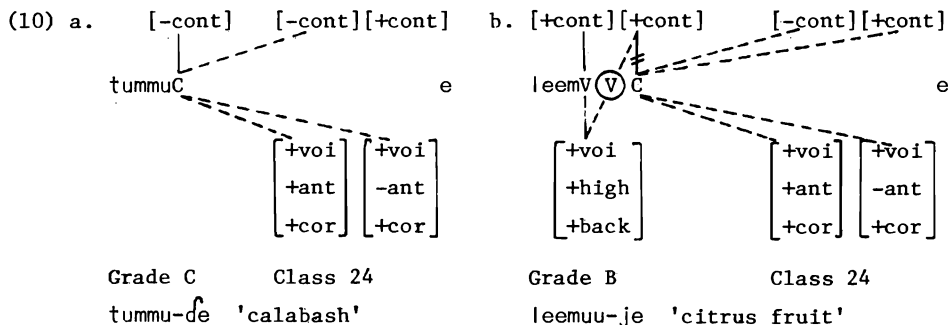 (10) a. [-cont] [-cont][+cont] b. [+cont][+cont] [-cont][+cont]
tummuC e leemV V C e
[+voi] [+voi] [+voi] [+voi] [+voi]
[+ant] [-ant] [+high] [+ant] [-ant]
[+cor] [+cor] [+back] [+cor] [+cor]
Grade C Class 24 Grade B Class 24
tummu-ɗe 'calabash' leemuu-je 'citrus fruit'